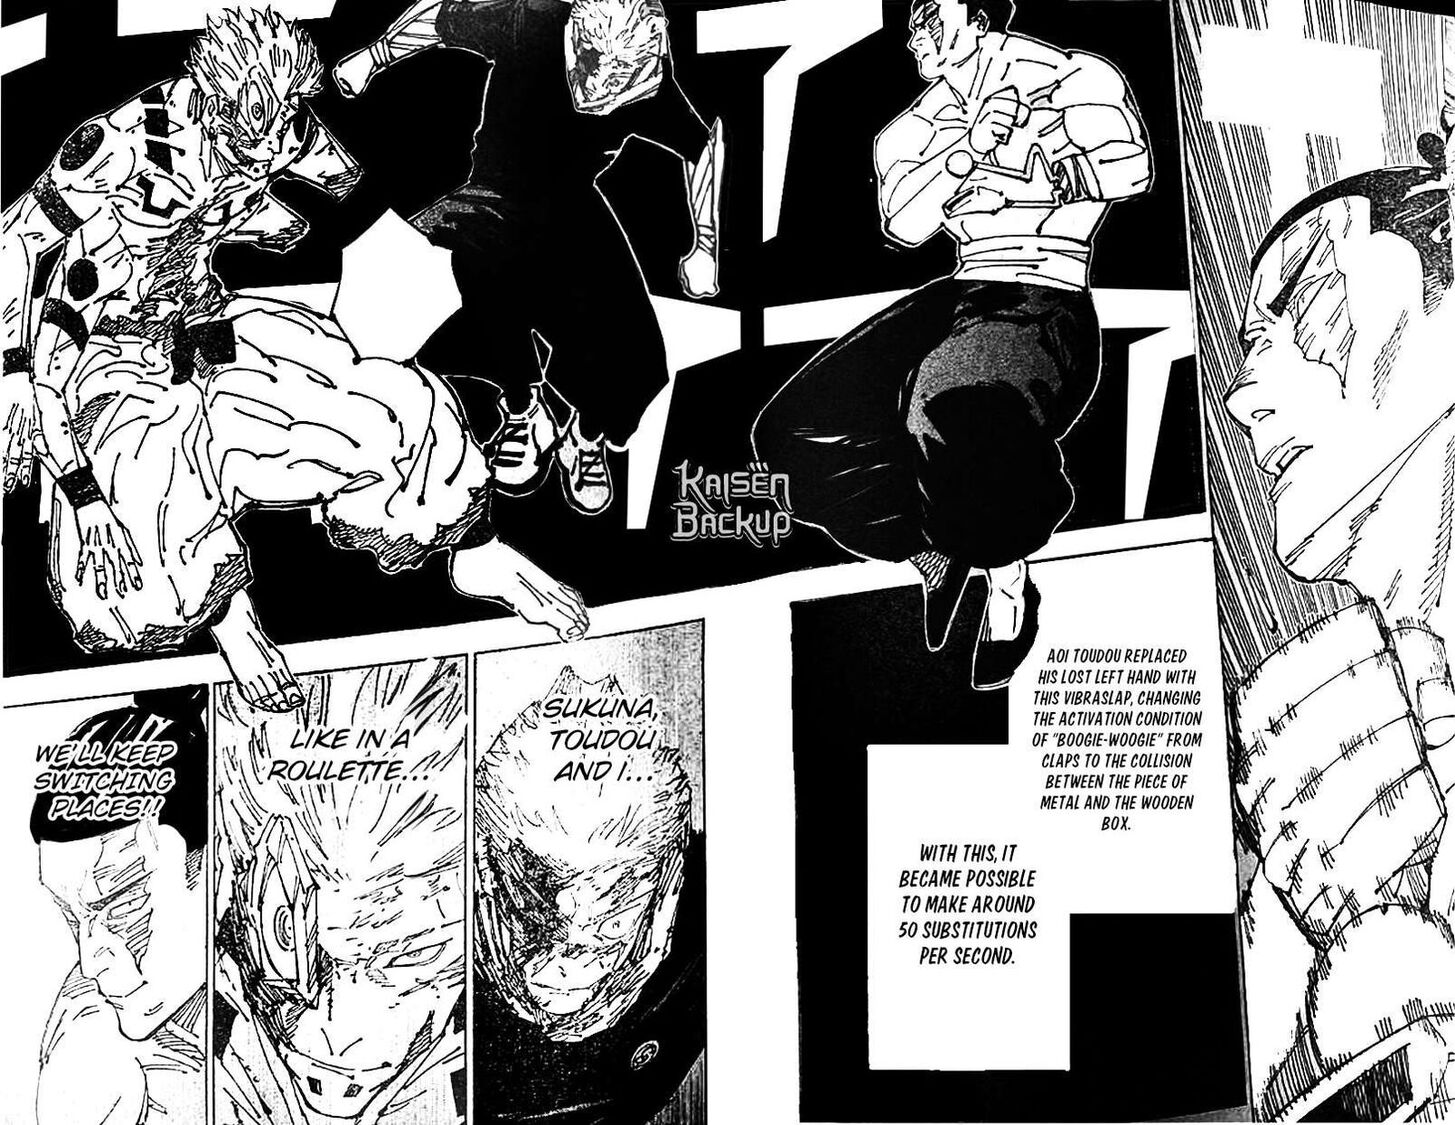 AOI TOUDOU REPLACED
HIS LOST LEFT HAND WITH
THIS VIBRASLAP, CHANGING
THE ACTIVATION CONDITION
OF "BOOGIE-WOOGIE" FROM
CLAPS TO THE COLLISION
BETWEEN THE PIECE OF
METAL AND THE WOODEN
BOX.
WITH THIS, IT
BECAME POSSIBLE
TO MAKE AROUND
50 SUBSTITUTIONS
PER SECOND.
KAISEN
BACKUP
SUKUNA,
TOUDOU
AND I...
LIKE IN A
ROULETTE...
WE'LL KEEP
SWITCHING
PLACES!!